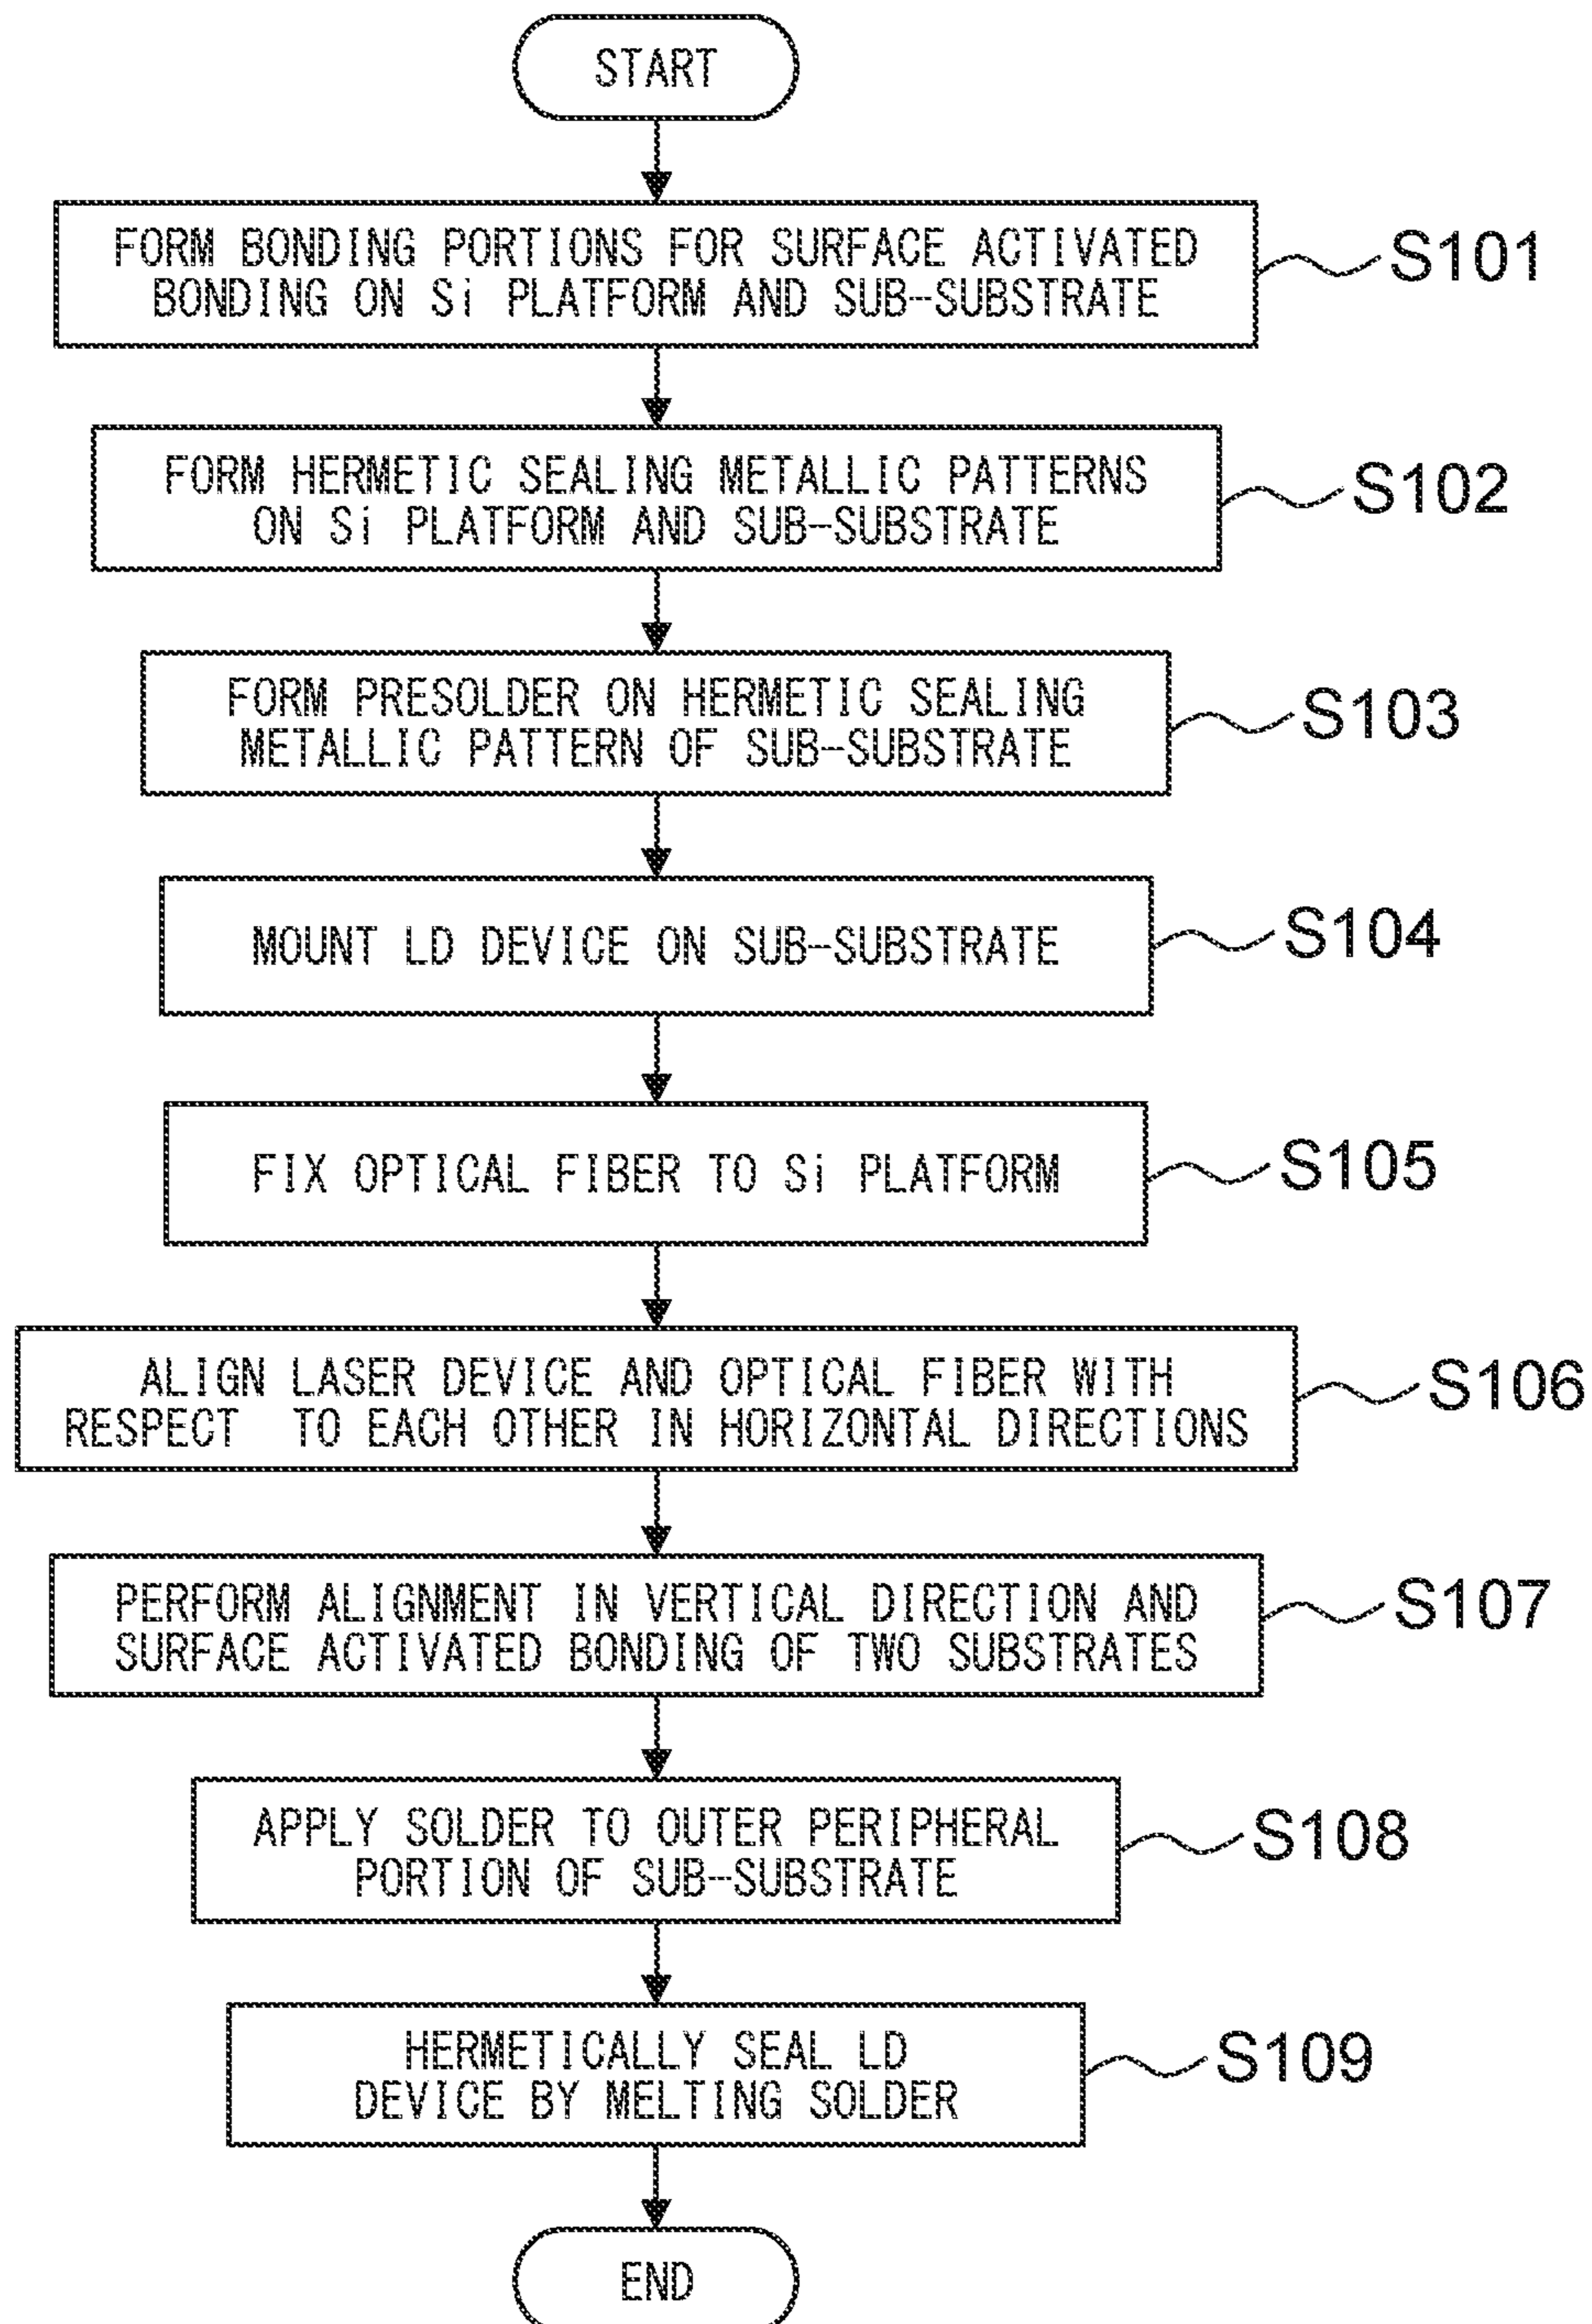 START
FORM BONDING PORTIONS FOR SURFACE ACTIVATED
BONDING ON Si PLATFORM AND SUB-SUBSTRATE
S101
FORM HERMETIC SEALING METALLIC PATTERNS
ON Si PLATFORM AND SUB-SUBSTRATE
S102
FORM PRESOLDER ON HERMETIC SEALING
METALLIC PATTERN OF SUB-SUBSTRATE
S103
MOUNT LD DEVICE ON SUB-SUBSTRATE
S104
FIX OPTICAL FIBER TO Si PLATFORM
S105
ALIGN LASER DEVICE AND OPTICAL FIBER WITH
RESPECT TO EACH OTHER IN HORIZONTAL DIRECTIONS
S106
PERFORM ALIGNMENT IN VERTICAL DIRECTION AND
SURFACE ACTIVATED BONDING OF TWO SUBSTRATES
S107
APPLY SOLDER TO OUTER PERIPHERAL
PORTION OF SUB-SUBSTRATE
S108
HERMETICALLY SEAL LD
DEVICE BY MELTING SOLDER
S109
END